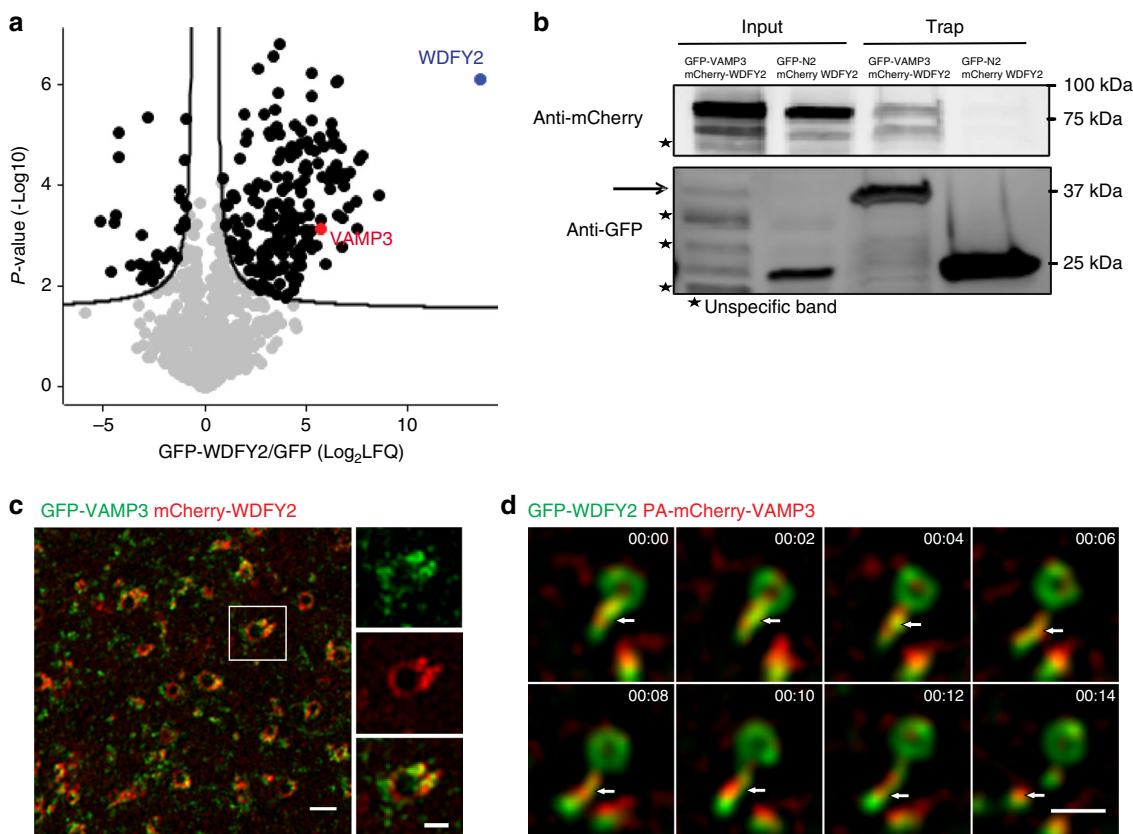 a
WDFY2
VAMP3
P-value (-Log10)
6
4
2
0
−5
0
5
10
GFP-WDFY2/GFP (Log2LFQ)
b
Input
Trap
GFP-VAMP3
mCherry-WDFY2
GFP-N2
mCherry WDFY2
GFP-VAMP3
mCherry-WDFY2
GFP-N2
mCherry WDFY2
Anti-mCherry
100 kDa
75 kDa
Anti-GFP
37 kDa
25 kDa
★ Unspecific band
c
GFP-VAMP3 mCherry-WDFY2
d
GFP-WDFY2 PA-mCherry-VAMP3
00:00
00:02
00:04
00:06
00:08
00:10
00:12
00:14